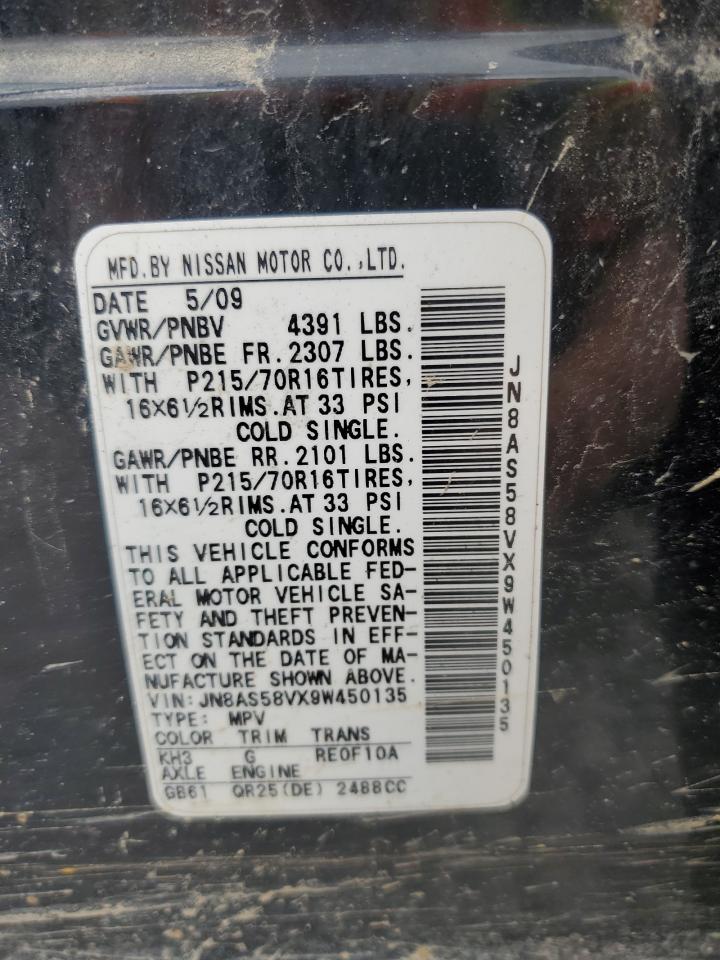 MFD.BY NISSAN MOTOR CO.,LTD.
DATE 5/09
GVWR/PNBV 4391 LBS.
GAWR/PNBE FR.2307 LBS.
WITH P215/70R16TIRES,
16X6½RIMS.AT 33 PSI
COLD SINGLE.
GAWR/PNBE RR.2101 LBS.
WITH P215/70R16TIRES,
16X6½RIMS.AT 33 PSI
COLD SINGLE.
THIS VEHICLE CONFORMS
TO ALL APPLICABLE FED-
ERAL MOTOR VEHICLE SA-
FETY AND THEFT PREVEN-
TION STANDARDS IN EFF-
ECT ON THE DATE OF MA-
NUFACTURE SHOWN ABOVE.
VIN:JN8AS58VX9W450135
TYPE: MPV
COLOR TRIM TRANS
KH3 G RE0F10A
AXLE ENGINE
GB61 QR25(DE) 2488CC
JN8AS58VX9W450135